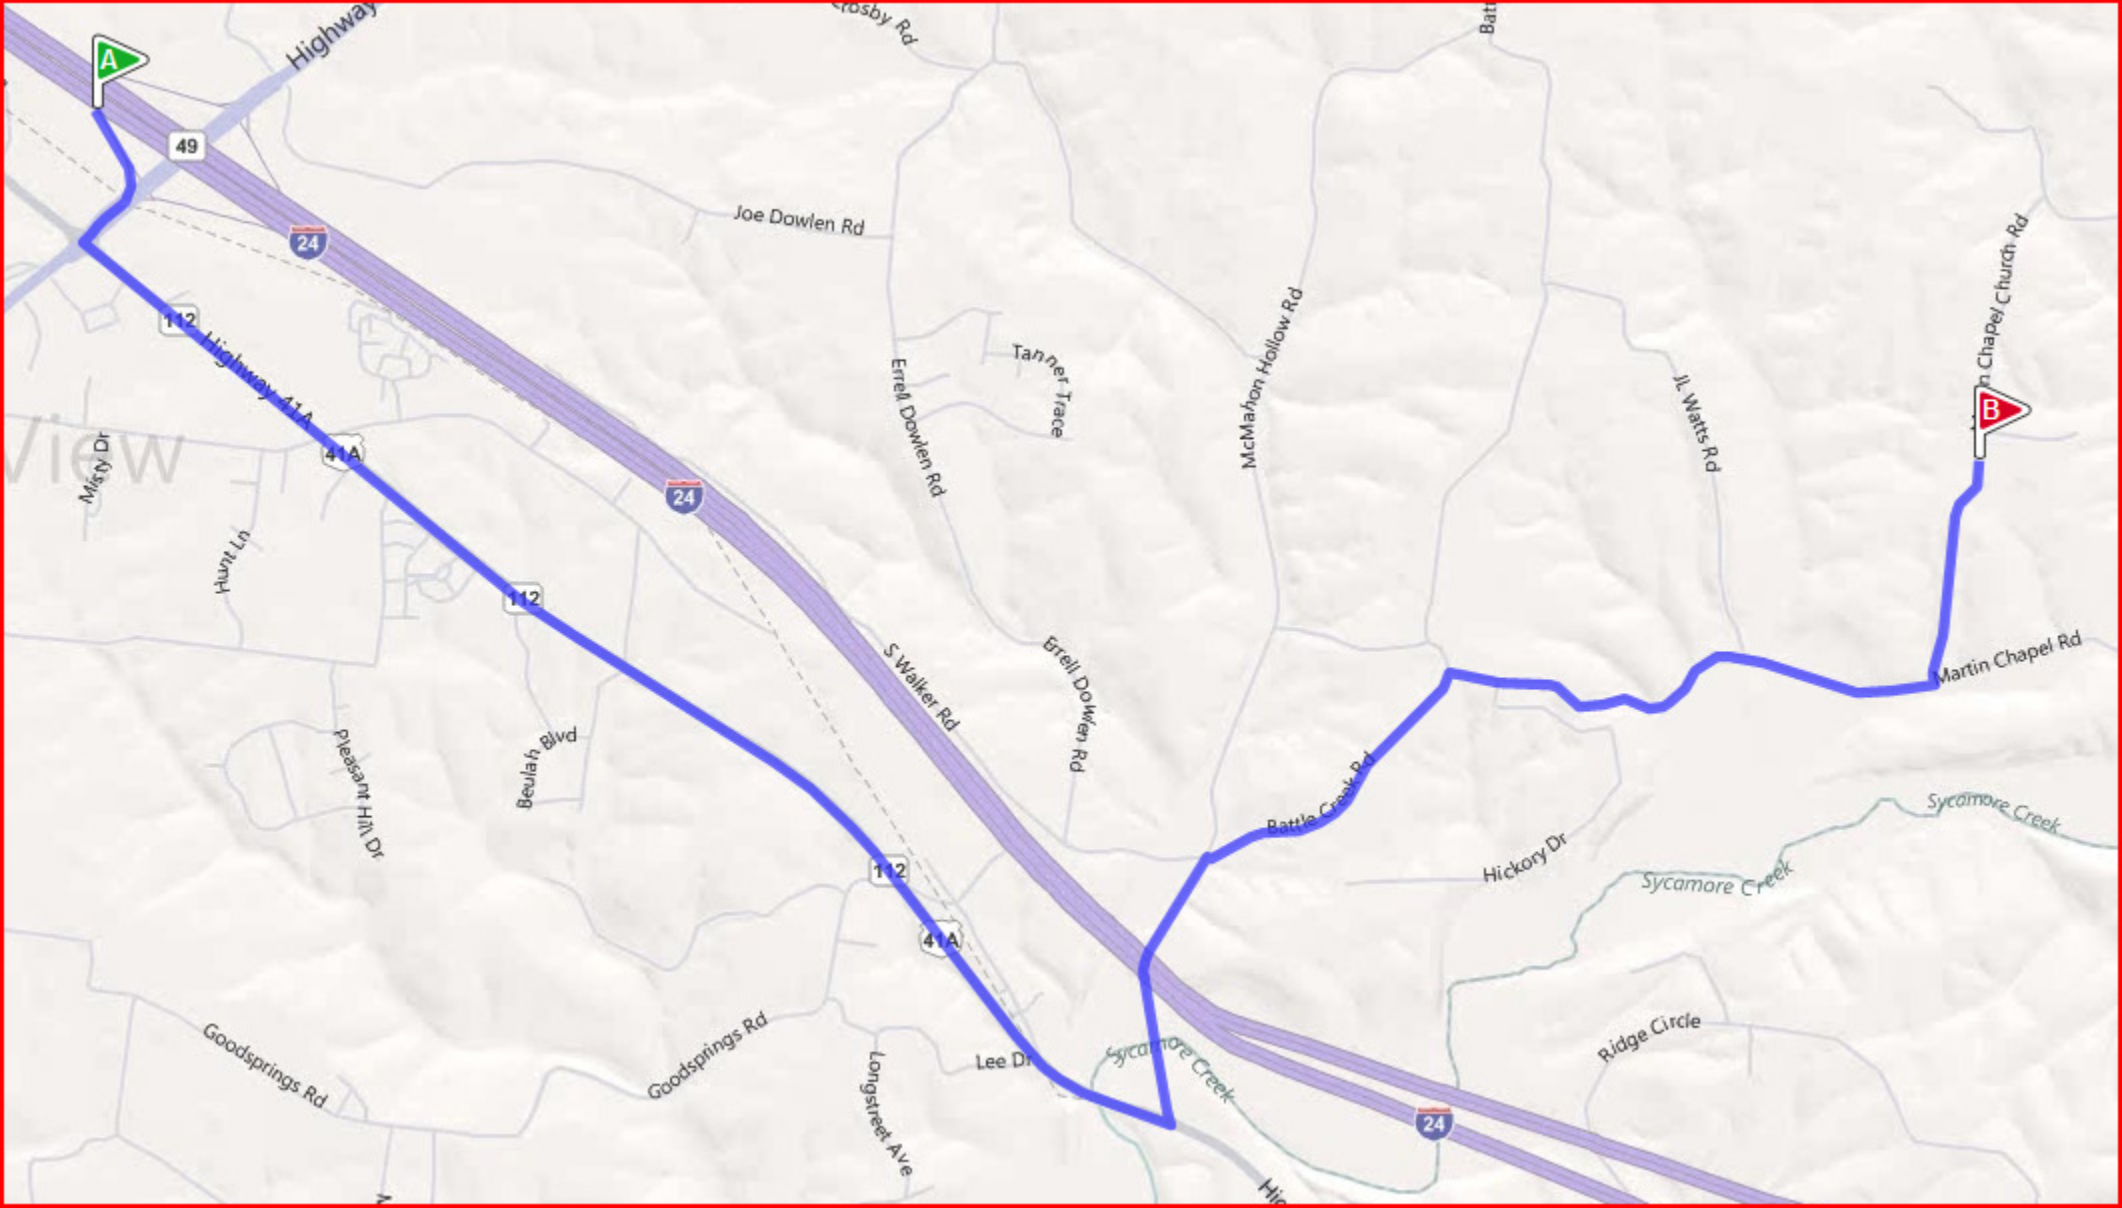 Crosby Rd
Highway
A
49
Joe Dowlen Rd
24
112
Highway 41A
41A
Misty Dr
View
Hunt Ln
Tanner Trace
Errell Dowlen Rd
McMahon Hollow Rd
JL Watts Rd
n Chapel Church Rd
B
24
112
S Walker Rd
Errell Dowlen Rd
Martin Chapel Rd
Pleasant Hill Dr
Beulah Blvd
Battle Creek Rd
Sycamore Creek
Hickory Dr
Sycamore Creek
112
41A
Goodsprings Rd
Goodsprings Rd
Lee Dr
Longstreet Ave
Sycamore Creek
Ridge Circle
24